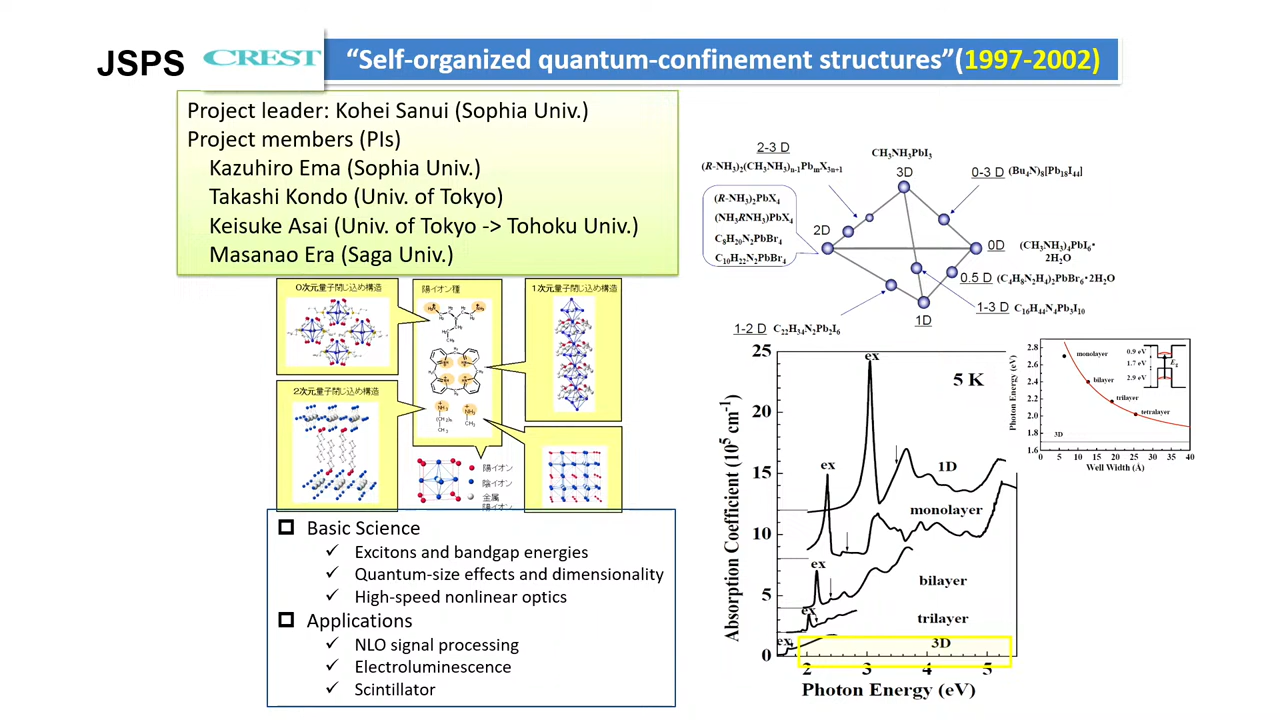 JSPS CREST "Self-organized quantum-confinement structures"(1997-2002)
Project leader: Kohei Sanui (Sophia Univ.)
Project members (PIs)
Kazuhiro Ema (Sophia Univ.)
Takashi Kondo (Univ. of Tokyo)
Keisuke Asai (Univ. of Tokyo -> Tohoku Univ.)
Masanao Era (Saga Univ.)
2-3 D
(R-NH3)2(CH3NH3)n-1PbmX3n+1
CH3NH3PbI3
3D
0-3 D (Bu4N)8[Pb18I44]
(R-NH3)2PbX4
(NH3RNH3)PbX4
C8H20N2PbBr4
C10H22N2PbBr4
2D
0D (CH3NH3)4PbI6・
2H2O
0.5 D (C4H8N2H4)2PbBr6・2H2O
1-3 D C16H44N4Pb3I10
1D
1-2 D C22H34N2Pb2I6
0次元量子閉じ込め構造
陽イオン種
1次元量子閉じ込め構造
2次元量子閉じ込め構造
陽イオン
陰イオン
金属
陽イオン
Basic Science
✓ Excitons and bandgap energies
✓ Quantum-size effects and dimensionality
✓ High-speed nonlinear optics
Applications
✓ NLO signal processing
✓ Electroluminescence
✓ Scintillator
Absorption Coefficient (10^5 cm^-1)
25
20
15
10
5
0
5 K
ex
1D
ex
monolayer
ex
bilayer
ex
trilayer
ex
3D
2 3 4 5
Photon Energy (eV)
Photon Energy (eV)
2.8
2.6
2.4
2.2
2.0
1.8
1.6
monolayer
bilayer
trilayer
tetralayer
3D
0.9 eV
1.7 eV
Eg
2.9 eV
0 5 10 15 20 25 30 35 40
Well Width (Å)